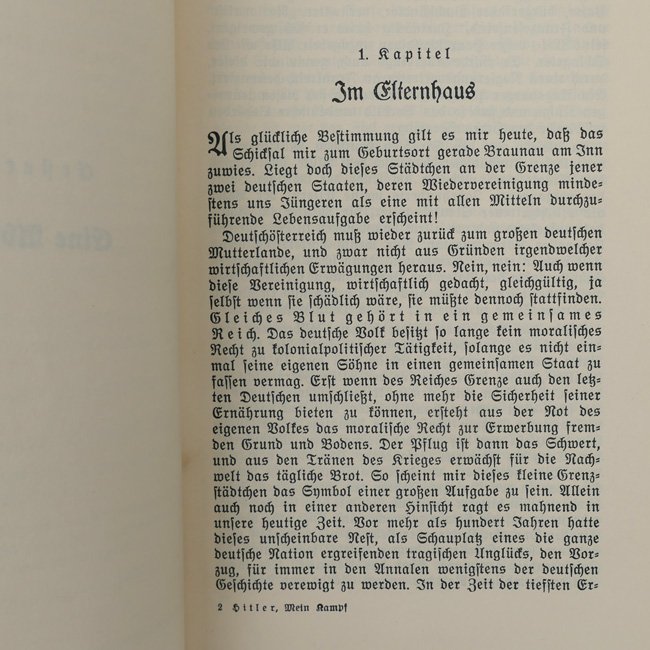 1. Kapitel
Im Elternhaus
Als glückliche Bestimmung gilt es mir heute, daß das
Schicksal mir zum Geburtsort gerade Braunau am Inn
zuwies. Liegt doch dieses Städtchen an der Grenze jener
zwei deutschen Staaten, deren Wiedervereinigung minde-
stens uns Jüngeren als eine mit allen Mitteln durchzu-
führende Lebensaufgabe erscheint!
Deutschösterreich muß wieder zurück zum großen deutschen
Mutterlande, und zwar nicht aus Gründen irgendwelcher
wirtschaftlichen Erwägungen heraus. Nein, nein: Auch wenn
diese Vereinigung, wirtschaftlich gedacht, gleichgültig, ja
selbst wenn sie schädlich wäre, sie müßte dennoch stattfinden.
Gleiches Blut gehört in ein gemeinsames
Reich. Das deutsche Volk besitzt so lange kein moralisches
Recht zu kolonialpolitischer Tätigkeit, solange es nicht ein-
mal seine eigenen Söhne in einen gemeinsamen Staat zu
fassen vermag. Erst wenn des Reiches Grenze auch den letz-
ten Deutschen umschließt, ohne mehr die Sicherheit seiner
Ernährung bieten zu können, ersteht aus der Not des
eigenen Volkes das moralische Recht zur Erwerbung frem-
den Grund und Bodens. Der Pflug ist dann das Schwert,
und aus den Tränen des Krieges erwächst für die Nach-
welt das tägliche Brot. So scheint mir dieses kleine Grenz-
städtchen das Symbol einer großen Aufgabe zu sein. Allein
auch noch in einer anderen Hinsicht ragt es mahnend in
unsere heutige Zeit. Vor mehr als hundert Jahren hatte
dieses unscheinbare Nest, als Schauplatz eines die ganze
deutsche Nation ergreifenden tragischen Unglücks, den Vor-
zug, für immer in den Annalen wenigstens der deutschen
Geschichte verewigt zu werden. In der Zeit der tiefsten Er-
2 Hitler, Mein Kampf